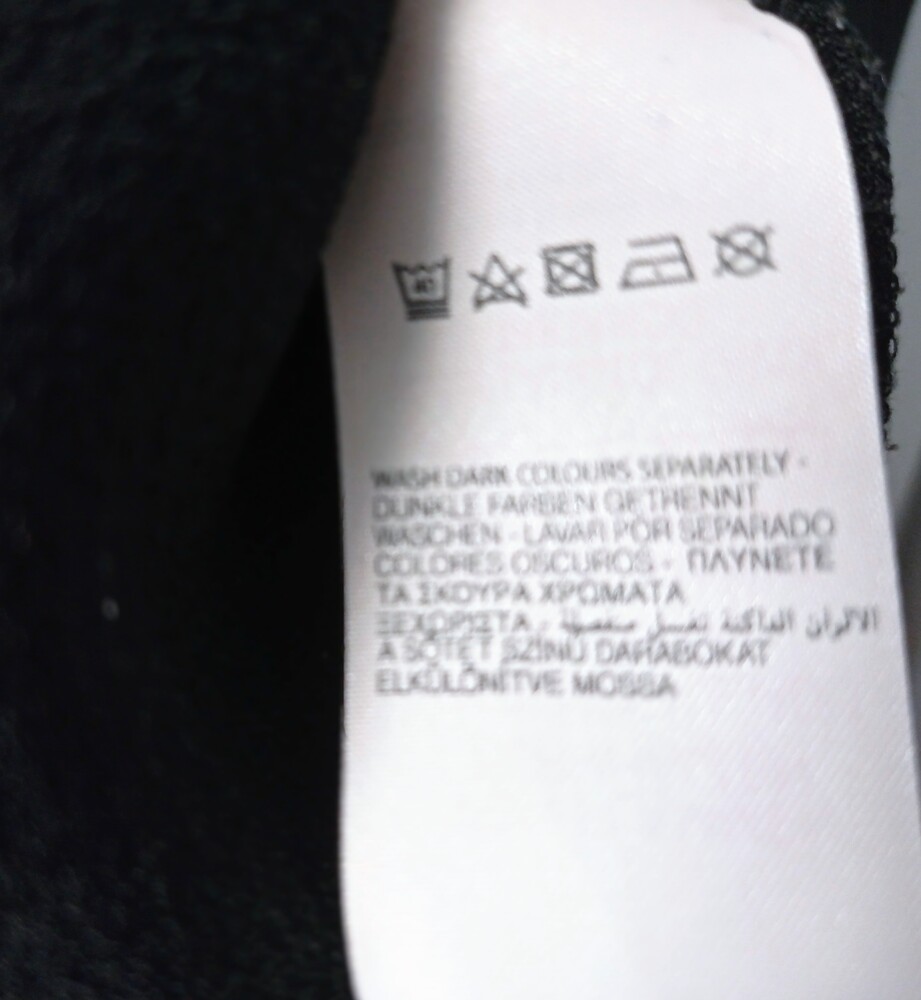 40
WASH DARK COLOURS SEPARATELY -
DUNKLE FARBEN GETRENNT
WASCHEN - LAVAR POR SEPARADO
COLORES OSCUROS - ΠΛΥΝΕΤΕ
ΤΑ ΣΚΟΥΡΑ ΧΡΩΜΑΤΑ
ΞΕΧΩΡΙΣΤΑ - الألوان الداكنة تغسل منفصلة
A SÖTÉT SZÍNŰ DARABOKAT
ELKÜLÖNÍTVE MOSSA